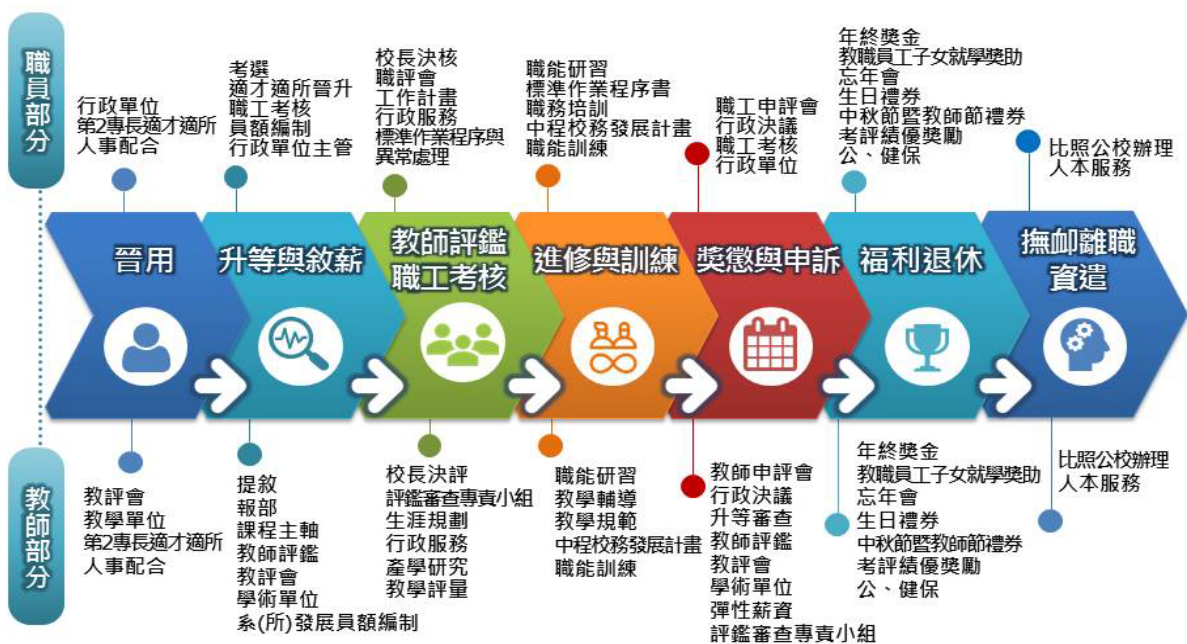 職員部分
行政單位
第2專長適才適所
人事配合
考選
適才適所晉升
職工考核
員額編制
行政單位主管
校長決核
職評會
工作計畫
行政服務
標準作業程序與
異常處理
職能研習
標準作業程序書
職務培訓
中程校務發展計畫
職能訓練
職工申評會
行政決議
職工考核
行政單位
年終獎金
教職員工子女就學獎助
忘年會
生日禮券
中秋節暨教師節禮券
考評績優獎勵
公、健保
比照公校辦理
人本服務
晉用
升等與敘薪
教師評鑑
職工考核
進修與訓練
獎懲與申訴
福利退休
撫卹離職
資遣
教師部分
教評會
教學單位
第2專長適才適所
人事配合
提敘
報部
課程主軸
教師評鑑
教評會
學術單位
系(所)發展員額編制
校長決評
評鑑審查專責小組
生涯規劃
行政服務
產學研究
教學評量
職能研習
教學輔導
教學規範
中程校務發展計畫
職能訓練
教師申評會
行政決議
升等審查
教師評鑑
教評會
學術單位
彈性薪資
評鑑審查專責小組
年終獎金
教職員工子女就學獎助
忘年會
生日禮券
中秋節暨教師節禮券
考評績優獎勵
公、健保
比照公校辦理
人本服務